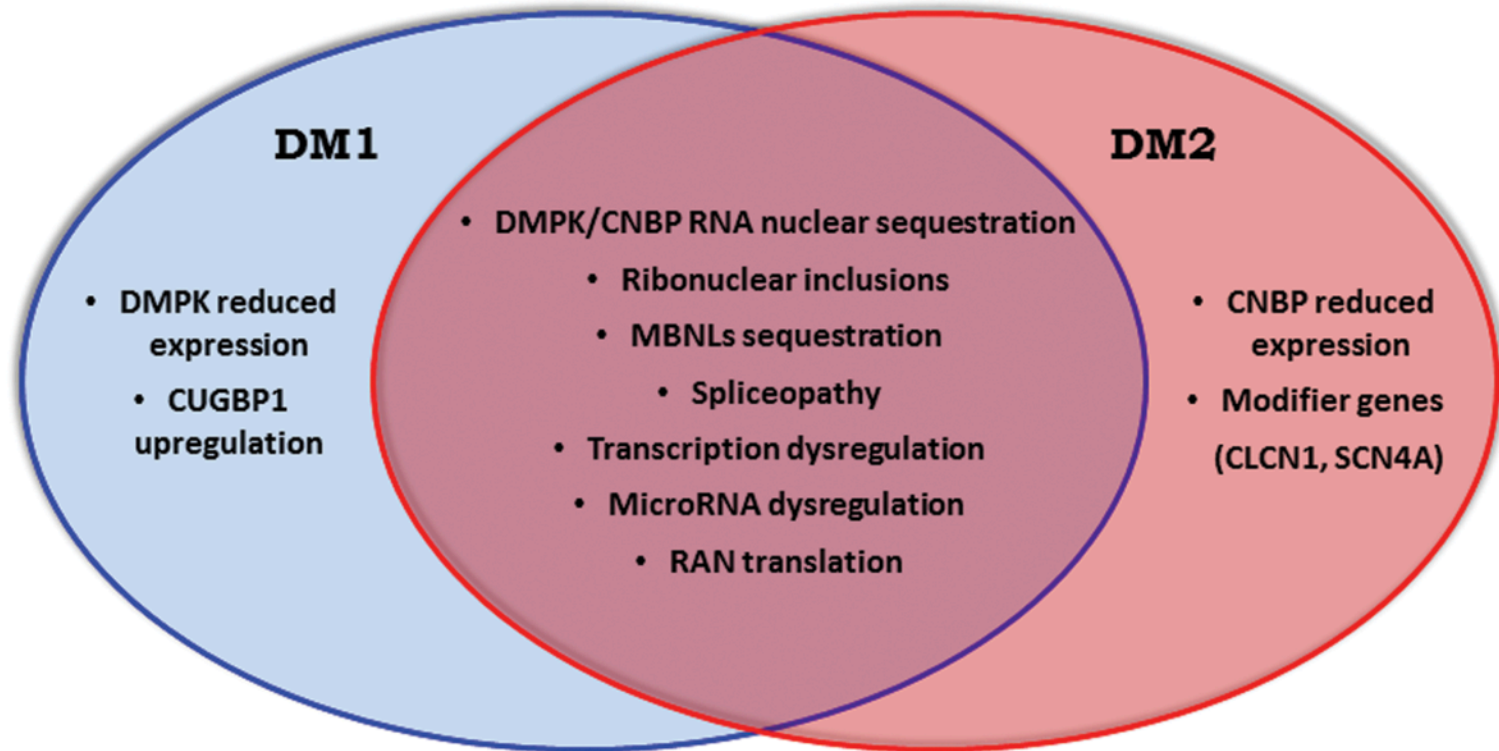 DM1
DM2
• DMPK reduced
expression
• CUGBP1
upregulation
• DMPK/CNBP RNA nuclear sequestration
• Ribonuclear inclusions
• MBNLs sequestration
• Spliceopathy
• Transcription dysregulation
• MicroRNA dysregulation
• RAN translation
• CNBP reduced
expression
• Modifier genes
(CLCN1, SCN4A)